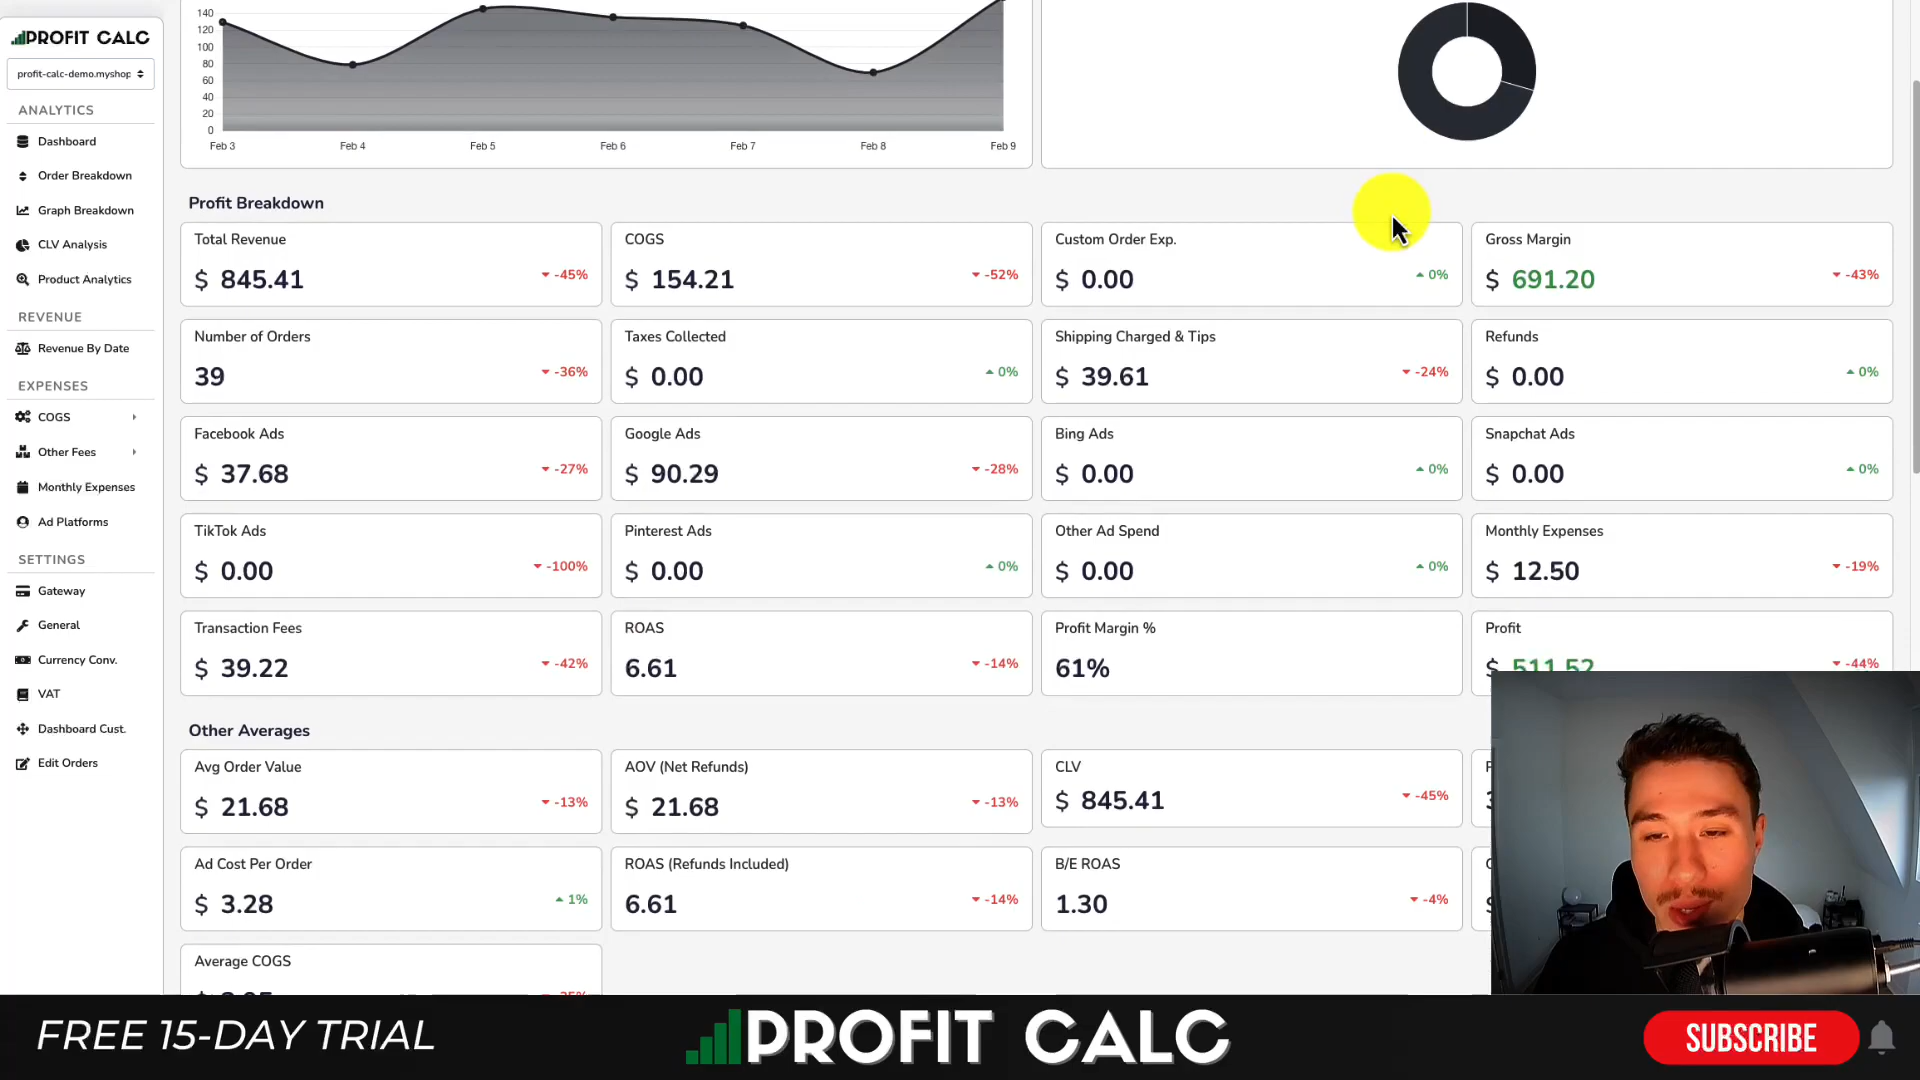 PROFIT CALC
profit-calc-demo.myshop
ANALYTICS
Dashboard
Order Breakdown
Graph Breakdown
CLV Analysis
Product Analytics
REVENUE
Revenue By Date
EXPENSES
COGS
Other Fees
Monthly Expenses
Ad Platforms
SETTINGS
Gateway
General
Currency Conv.
VAT
Dashboard Cust.
Edit Orders
140
120
100
80
60
40
20
0
Feb 3 Feb 4 Feb 5 Feb 6 Feb 7 Feb 8 Feb 9
Profit Breakdown
Total Revenue
$ 845.41 -45%
COGS
$ 154.21 -52%
Custom Order Exp.
$ 0.00 0%
Gross Margin
$ 691.20 -43%
Number of Orders
39 -36%
Taxes Collected
$ 0.00 0%
Shipping Charged & Tips
$ 39.61 -24%
Refunds
$ 0.00 0%
Facebook Ads
$ 37.68 -27%
Google Ads
$ 90.29 -28%
Bing Ads
$ 0.00 0%
Snapchat Ads
$ 0.00 0%
TikTok Ads
$ 0.00 -100%
Pinterest Ads
$ 0.00 0%
Other Ad Spend
$ 0.00 0%
Monthly Expenses
$ 12.50 -19%
Transaction Fees
$ 39.22 -42%
ROAS
6.61 -14%
Profit Margin %
61%
Profit
$ 511.52 -44%
Other Averages
Avg Order Value
$ 21.68 -13%
AOV (Net Refunds)
$ 21.68 -13%
CLV
$ 845.41 -45%
Ad Cost Per Order
$ 3.28 1%
ROAS (Refunds Included)
6.61 -14%
B/E ROAS
1.30 -4%
Average COGS
FREE 15-DAY TRIAL
PROFIT CALC
SUBSCRIBE